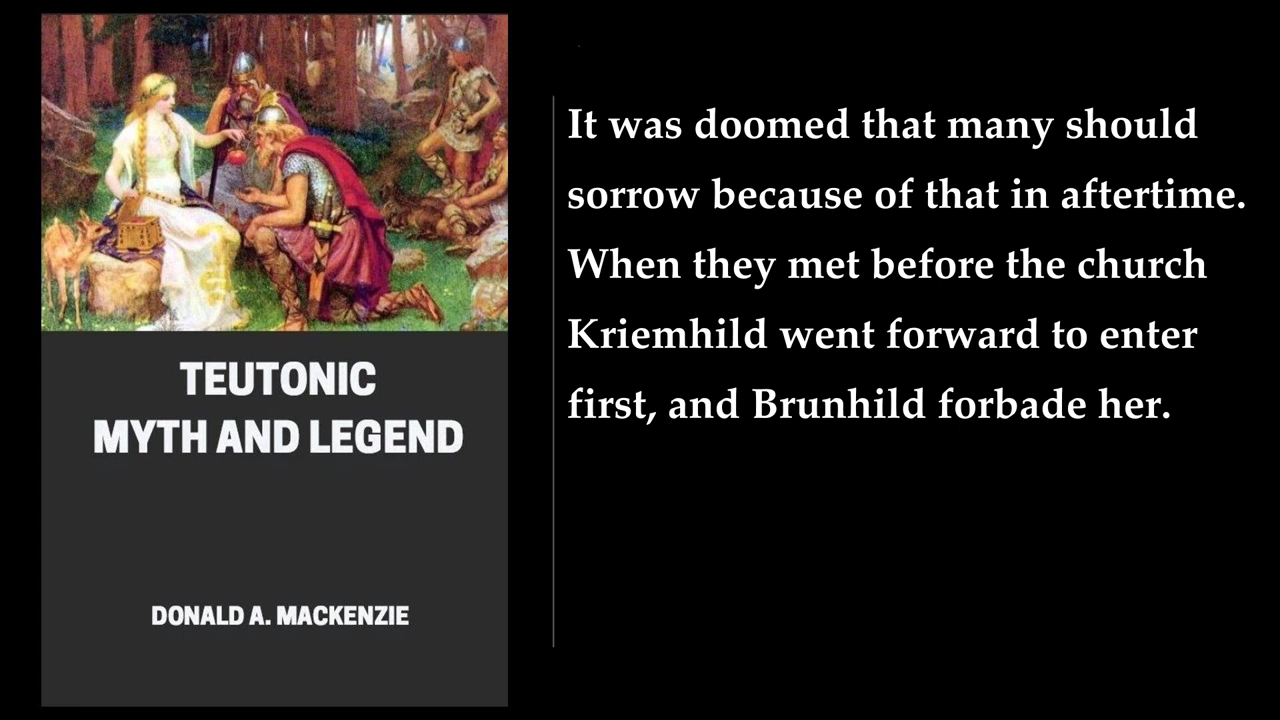 TEUTONIC
MYTH AND LEGEND
DONALD A. MACKENZIE
It was doomed that many should
sorrow because of that in aftertime.
When they met before the church
Kriemhild went forward to enter
first, and Brunhild forbade her.